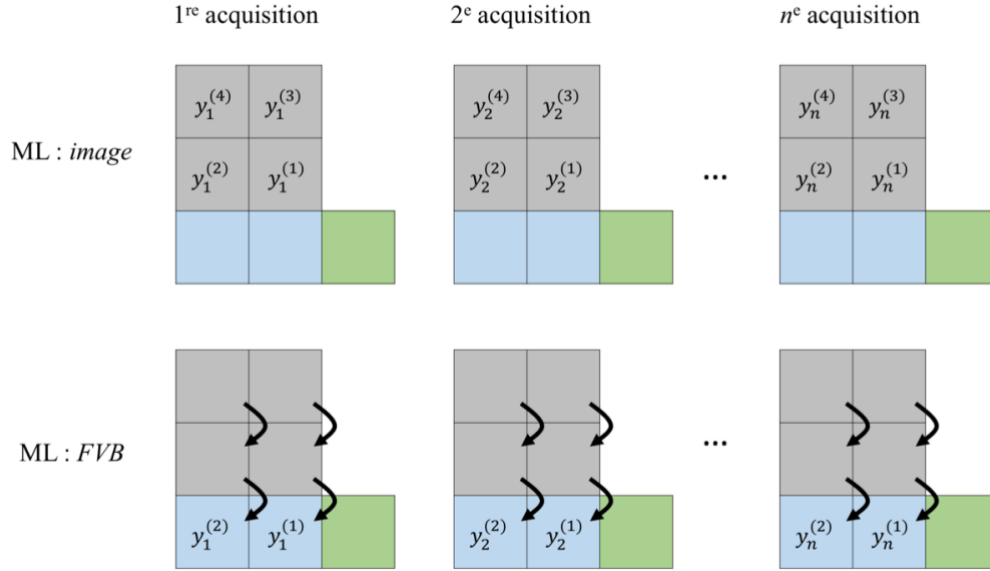 1ʳᵉ acquisition 2ᵉ acquisition nᵉ acquisition
y₁⁽⁴⁾ y₁⁽³⁾ y₂⁽⁴⁾ y₂⁽³⁾ yₙ⁽⁴⁾ yₙ⁽³⁾
ML : image
y₁⁽²⁾ y₁⁽¹⁾ y₂⁽²⁾ y₂⁽¹⁾ ... yₙ⁽²⁾ yₙ⁽¹⁾
ML : FVB ...
y₁⁽²⁾ y₁⁽¹⁾ y₂⁽²⁾ y₂⁽¹⁾ yₙ⁽²⁾ yₙ⁽¹⁾